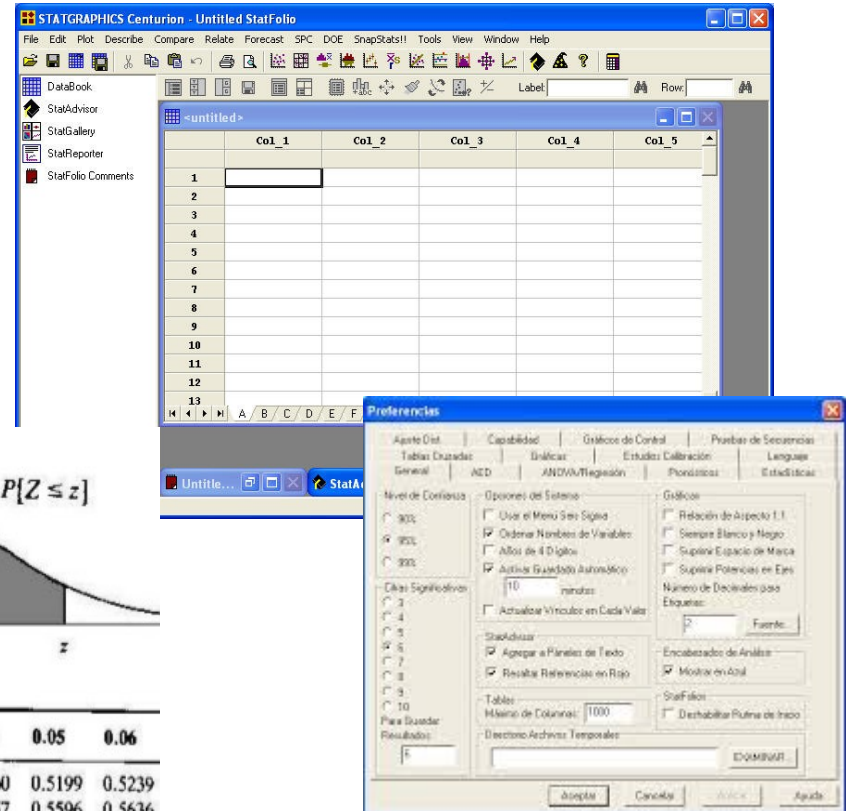 STATGRAPHICS Centurion - Untitled StatFolio
File Edit Plot Describe Compare Relate Forecast SPC DOE SnapStats!! Tools View Window Help
Label: Row:
DataBook
StatAdvisor
StatGallery
StatReporter
StatFolio Comments
<untitled>
Col_1 Col_2 Col_3 Col_4 Col_5
1
2
3
4
5
6
7
8
9
10
11
12
13
A B C D E F
Untitle...
P[Z ≤ z]
z
0.05 0.06
0.5199 0.5239
0.5596 0.5636
Preferencias
Ajuste Dist. Capabilidad Gráficos de Control Pruebas de Secuencias
Tablas Cruzadas Gráficas Estudios Calibración Lenguaje
General AED ANOVA/Regresión Pronósticos Estadísticas
Nivel de Confianza
90%
95%
99%
Cifras Significativas
3
4
5
6
7
8
9
10
Para Guardar
Resultados:
6
Opciones del Sistema
Usar el Menú Seis Sigma
Ordenar Nombres de Variables
Años de 4 Dígitos
Activar Guardado Automático
10 minutos
Actualizar Vínculos en Cada Valor
StatAdvisor
Agregar a Páneles de Texto
Resaltar Referencias en Rojo
Tablas
Máximo de Columnas: 1000
Directorio Archivos Temporales
EXAMINAR...
Gráficas
Relación de Aspecto 1:1
Siempre Blanco y Negro
Suprimir Espacio de Marca
Suprimir Potencias en Ejes
Número de Decimales para
Etiquetas:
2 Fuente...
Encabezados de Análisis
Mostrar en Azul
StatFolios
Deshabilitar Rutina de Inicio
Aceptar Cancelar Ayuda